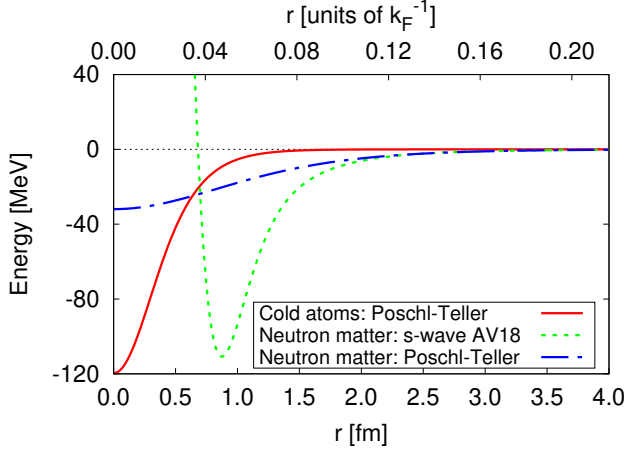 r [units of k_F^-1]
0.00 0.04 0.08 0.12 0.16 0.20
Energy [MeV]
40
0
-40
-80
-120
Cold atoms: Poschl-Teller
Neutron matter: s-wave AV18
Neutron matter: Poschl-Teller
0.0 0.5 1.0 1.5 2.0 2.5 3.0 3.5 4.0
r [fm]